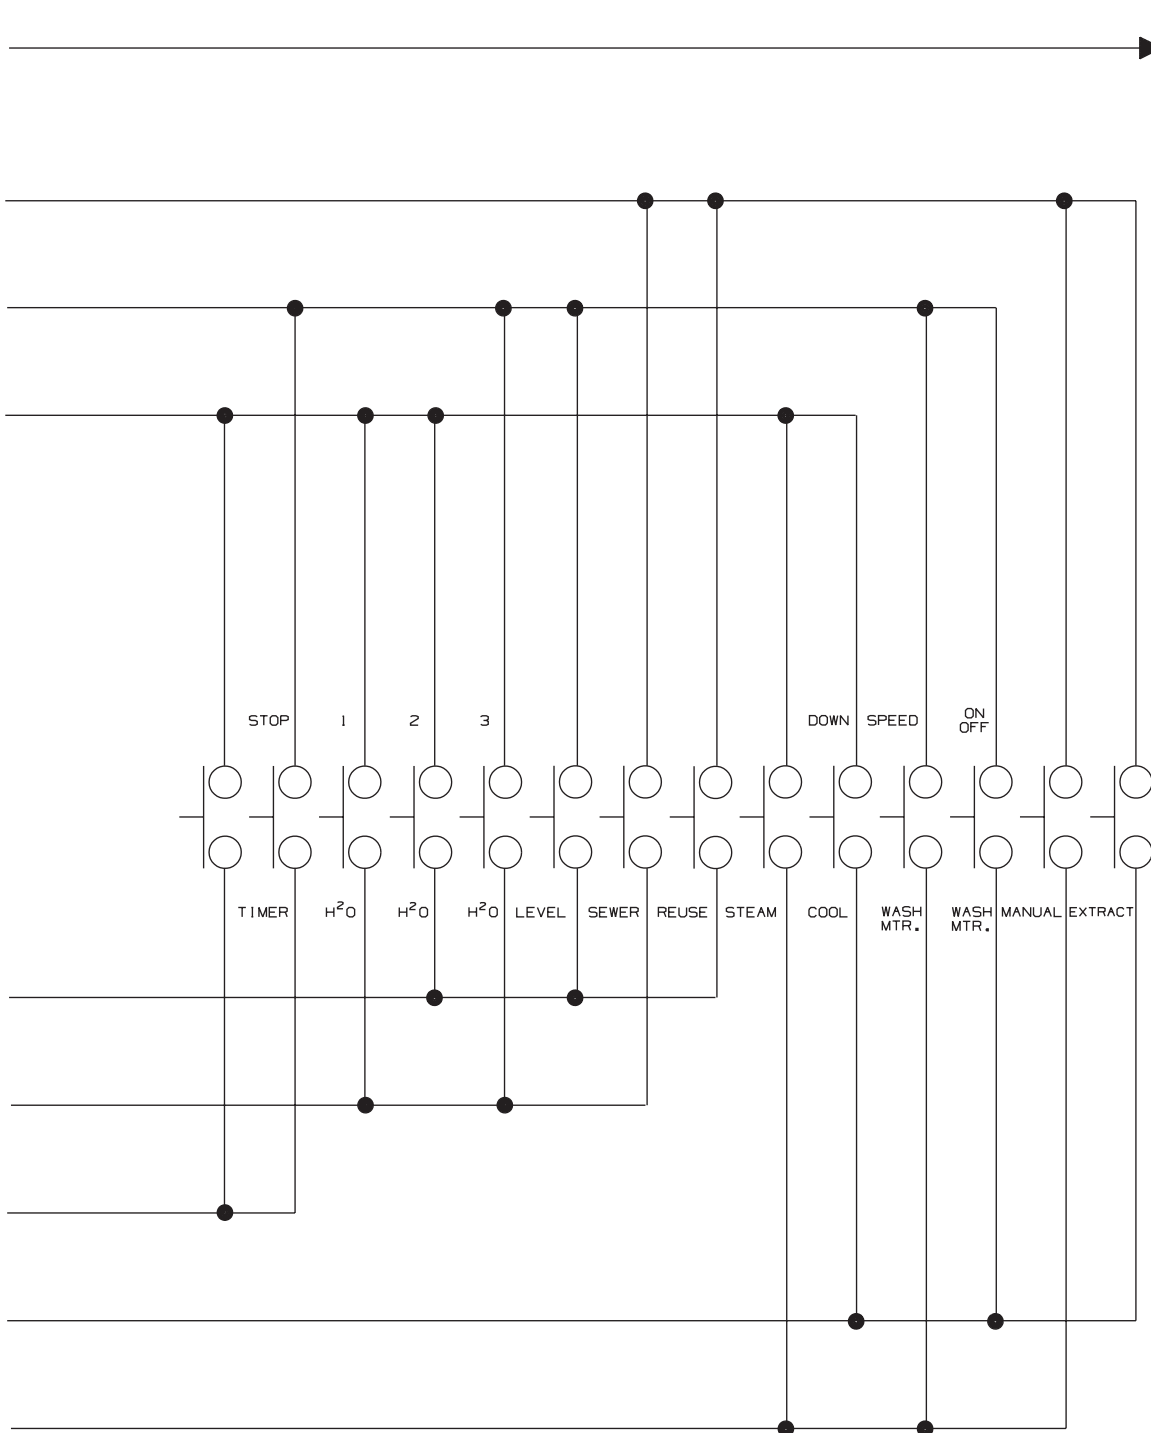 STOP 1 2 3 DOWN SPEED ON
OFF
TIMER H²O H²O H²O LEVEL SEWER REUSE STEAM COOL WASH WASH MANUAL EXTRACT
MTR. MTR.